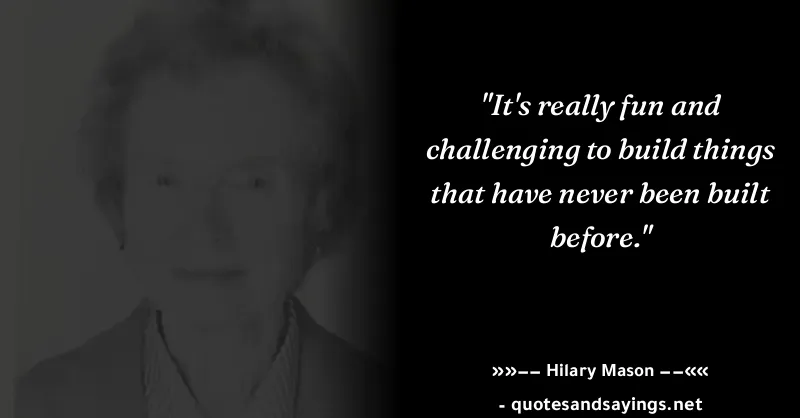 "It's really fun and
challenging to build things
that have never been built
before."
»»–– Hilary Mason ––««
- quotesandsayings.net